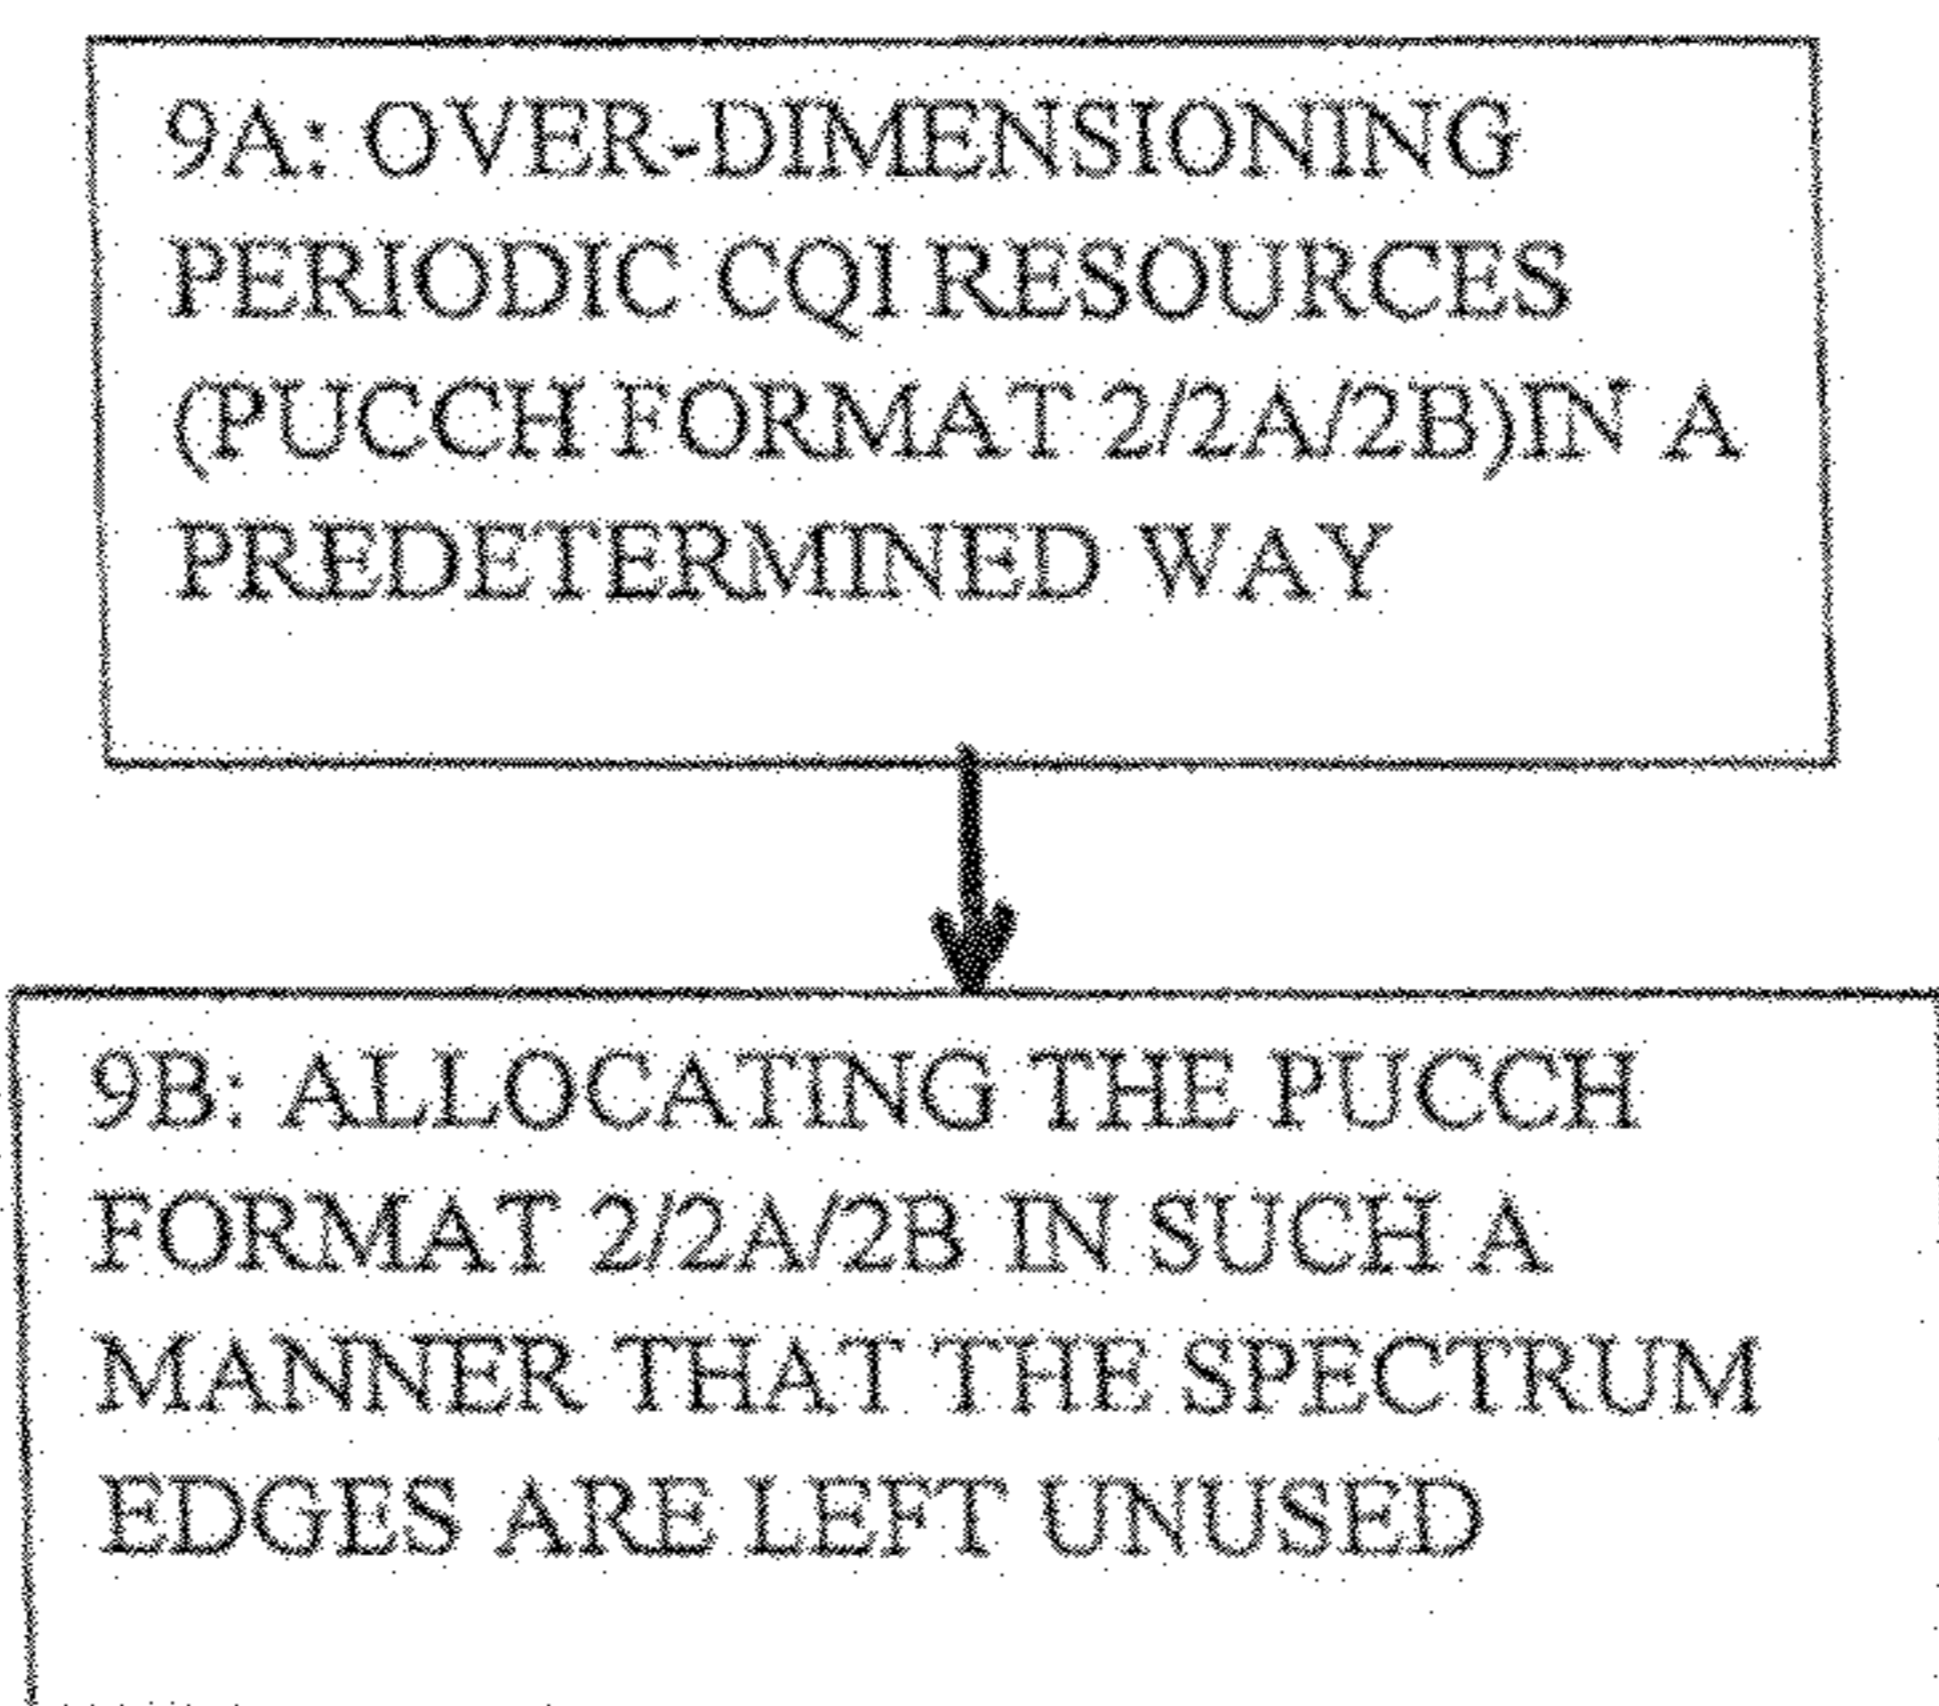 9A: OVER-DIMENSIONING
PERIODIC CQI RESOURCES
(PUCCH FORMAT 2/2A/2B)IN A
PREDETERMINED WAY
9B: ALLOCATING THE PUCCH
FORMAT 2/2A/2B IN SUCH A
MANNER THAT THE SPECTRUM
EDGES ARE LEFT UNUSED